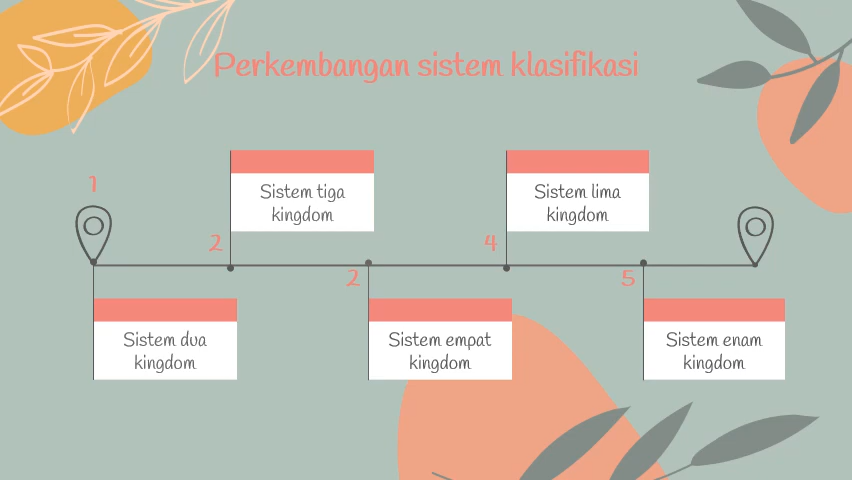 Perkembangan sistem klasifikasi
1
Sistem dua
kingdom
2
Sistem tiga
kingdom
2
Sistem empat
kingdom
4
Sistem lima
kingdom
5
Sistem enam
kingdom